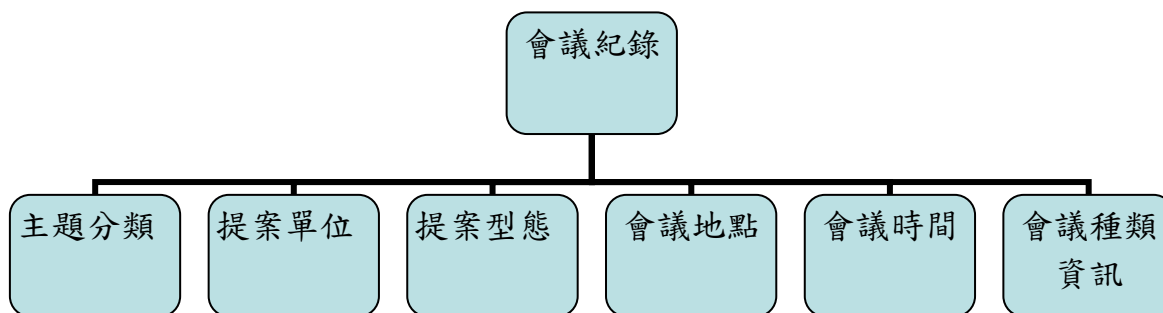 會議紀錄
主題分類
提案單位
提案型態
會議地點
會議時間
會議種類
資訊